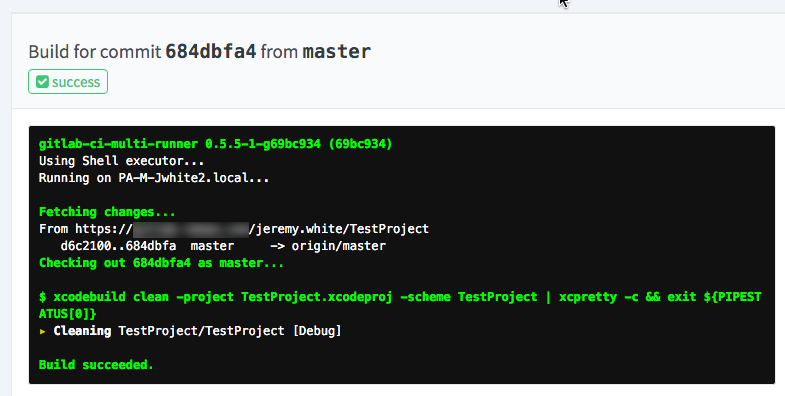 Build for commit 684dbfa4 from master
success
gitlab-ci-multi-runner 0.5.5-1-g69bc934 (69bc934)
Using Shell executor...
Running on PA-M-Jwhite2.local...
Fetching changes...
From https:// /jeremy.white/TestProject
d6c2100..684dbfa master -> origin/master
Checking out 684dbfa4 as master...
$ xcodebuild clean -project TestProject.xcodeproj -scheme TestProject | xcpretty -c && exit ${PIPEST
ATUS[0]}
▸ Cleaning TestProject/TestProject [Debug]
Build succeeded.